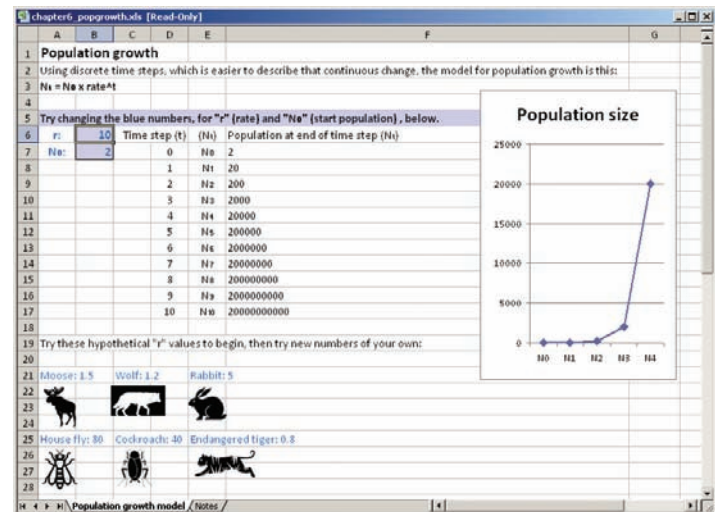 chapter6_popgrowth.xls [Read-Only]
A B C D E F G
1 Population growth
2 Using discrete time steps, which is easier to describe that continuous change, the model for population growth is this:
3 Nt = N0 x rate^t
4
5 Try changing the blue numbers, for "r" (rate) and "N0" (start population) , below.
6 r: 10 Time step (t) (Nt) Population at end of time step (Nt)
7 N0: 2 0 N0 2
8 1 N1 20
9 2 N2 200
10 3 N3 2000
11 4 N4 20000
12 5 N5 200000
13 6 N6 2000000
14 7 N7 20000000
15 8 N8 200000000
16 9 N9 2000000000
17 10 N10 20000000000
18
19 Try these hypothetical "r" values to begin, then try new numbers of your own:
20
21 Moose: 1.5 Wolf: 1.2 Rabbit: 5
22
23
24
25 House fly: 80 Cockroach: 40 Endangered tiger: 0.8
26
27
28
Population size
25000
20000
15000
10000
5000
0
N0 N1 N2 N3 N4
Population growth model Notes